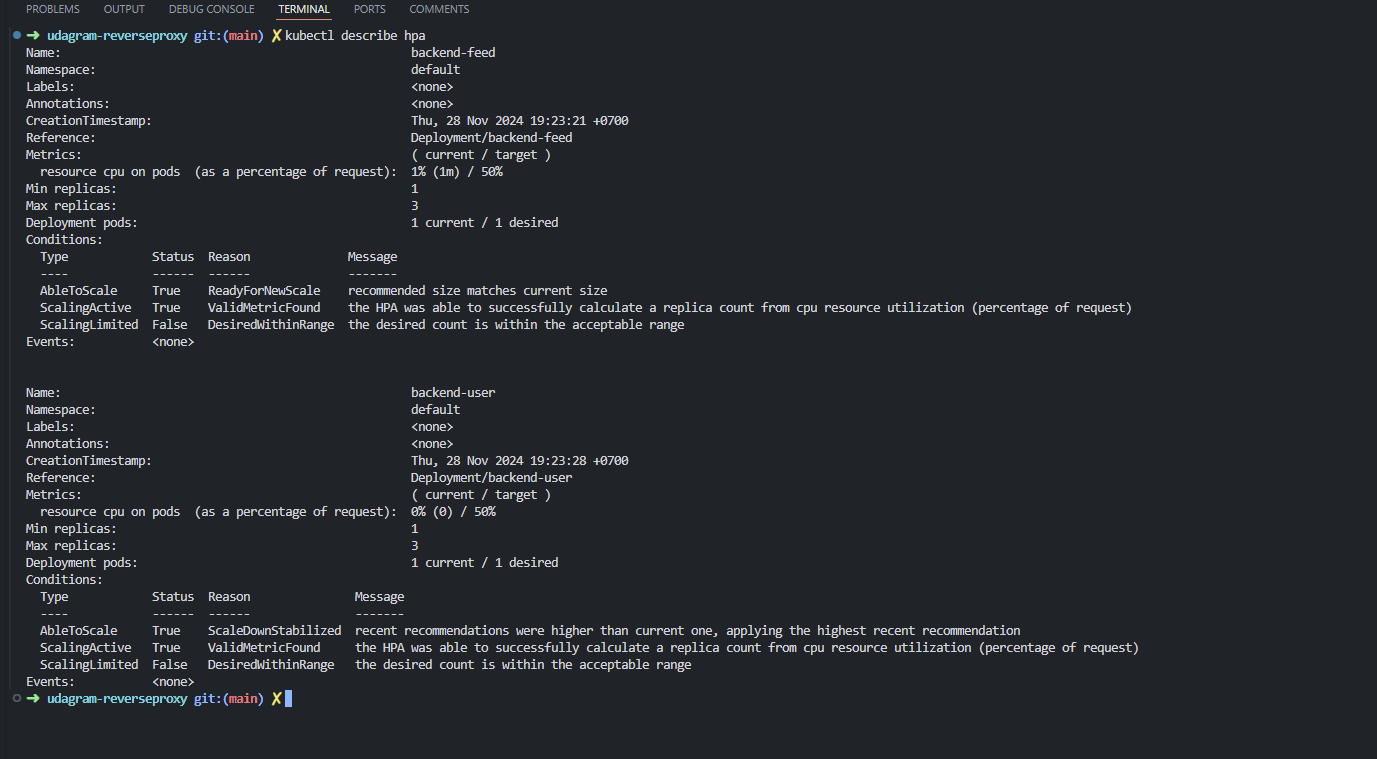 PROBLEMS OUTPUT DEBUG CONSOLE TERMINAL PORTS COMMENTS
➜ udagram-reverseproxy git:(main) ✗ kubectl describe hpa
Name: backend-feed
Namespace: default
Labels: <none>
Annotations: <none>
CreationTimestamp: Thu, 28 Nov 2024 19:23:21 +0700
Reference: Deployment/backend-feed
Metrics: ( current / target )
resource cpu on pods (as a percentage of request): 1% (1m) / 50%
Min replicas: 1
Max replicas: 3
Deployment pods: 1 current / 1 desired
Conditions:
Type Status Reason Message
---- ------ ------ -------
AbleToScale True ReadyForNewScale recommended size matches current size
ScalingActive True ValidMetricFound the HPA was able to successfully calculate a replica count from cpu resource utilization (percentage of request)
ScalingLimited False DesiredWithinRange the desired count is within the acceptable range
Events: <none>
Name: backend-user
Namespace: default
Labels: <none>
Annotations: <none>
CreationTimestamp: Thu, 28 Nov 2024 19:23:28 +0700
Reference: Deployment/backend-user
Metrics: ( current / target )
resource cpu on pods (as a percentage of request): 0% (0) / 50%
Min replicas: 1
Max replicas: 3
Deployment pods: 1 current / 1 desired
Conditions:
Type Status Reason Message
---- ------ ------ -------
AbleToScale True ScaleDownStabilized recent recommendations were higher than current one, applying the highest recent recommendation
ScalingActive True ValidMetricFound the HPA was able to successfully calculate a replica count from cpu resource utilization (percentage of request)
ScalingLimited False DesiredWithinRange the desired count is within the acceptable range
Events: <none>
➜ udagram-reverseproxy git:(main) ✗